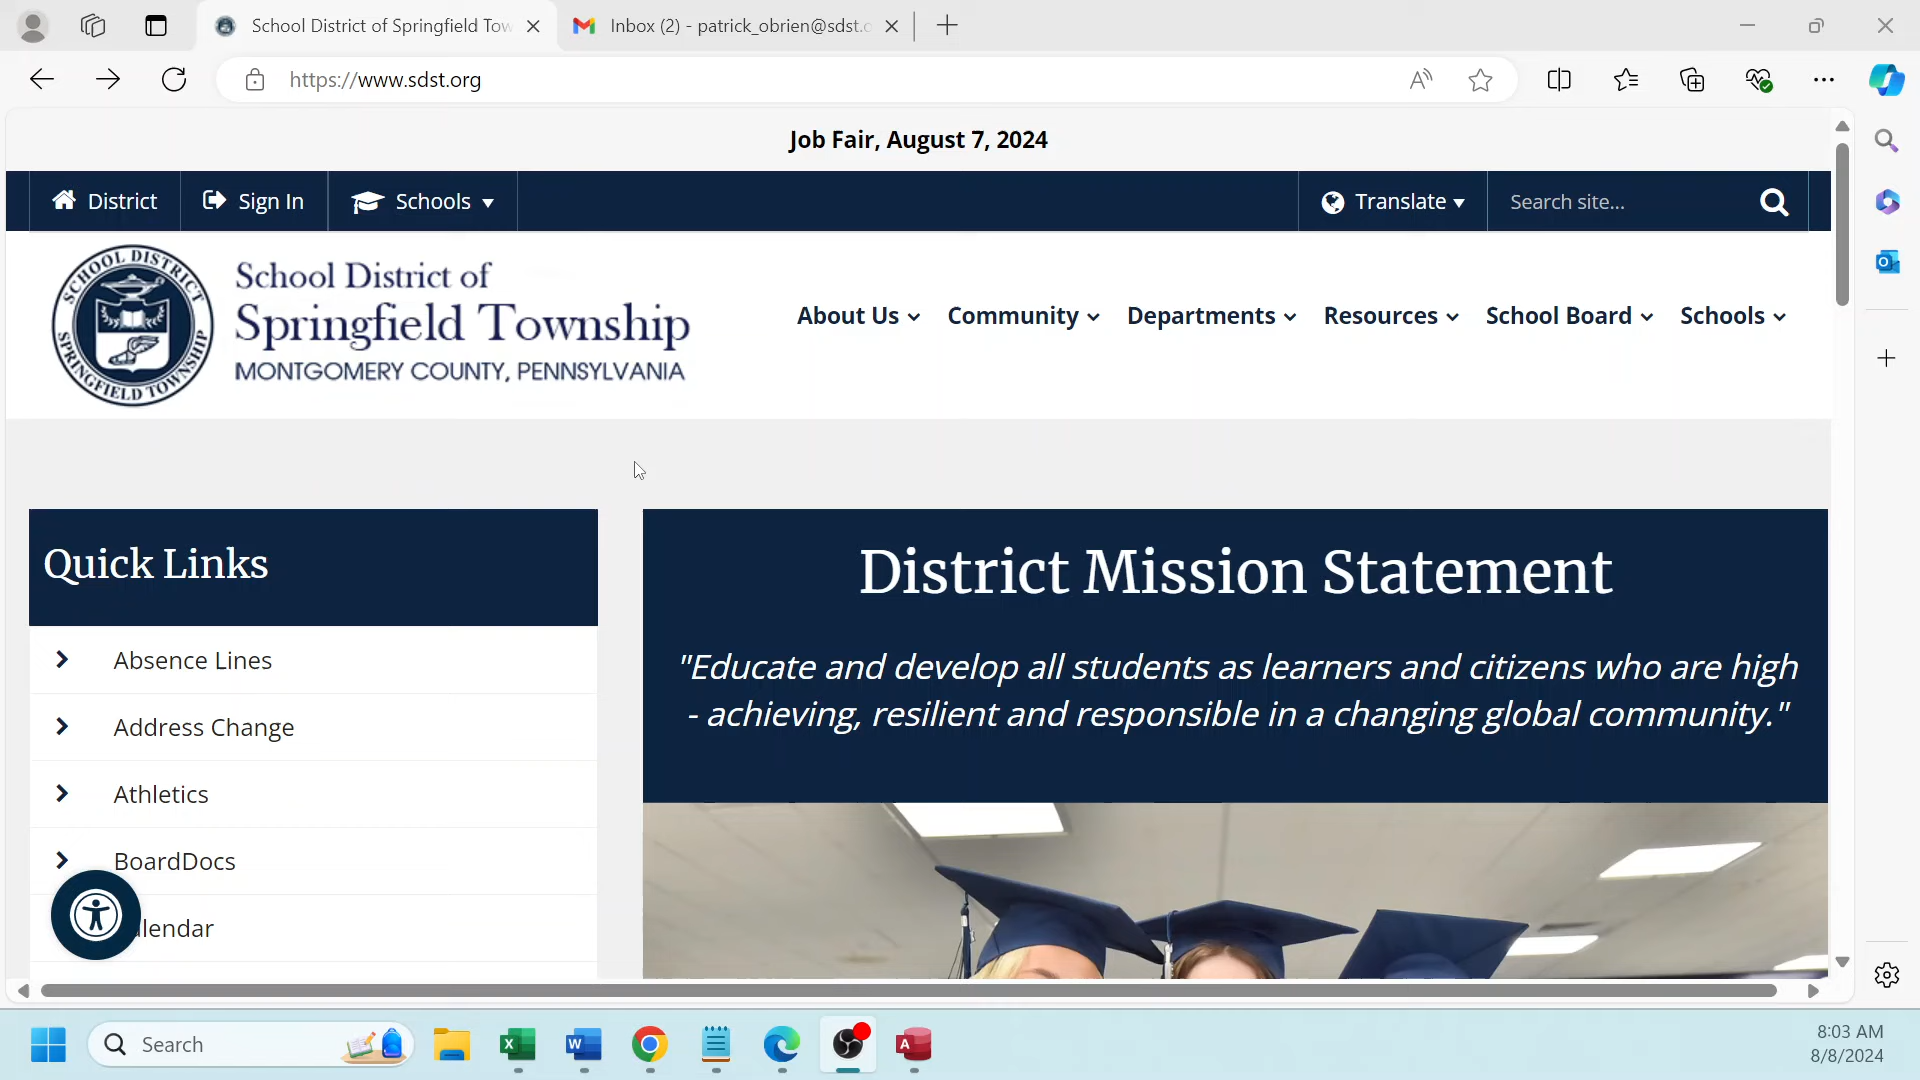 School District of Springfield Tow
Inbox (2) - patrick_obrien@sdst.o
https://www.sdst.org
Job Fair, August 7, 2024
District
Sign In
Schools
Translate
Search site...
SCHOOL DISTRICT
SPRINGFIELD TOWNSHIP
School District of
Springfield Township
MONTGOMERY COUNTY, PENNSYLVANIA
About Us
Community
Departments
Resources
School Board
Schools
Quick Links
Absence Lines
Address Change
Athletics
BoardDocs
lendar
District Mission Statement
"Educate and develop all students as learners and citizens who are high
- achieving, resilient and responsible in a changing global community."
Search
8:03 AM
8/8/2024